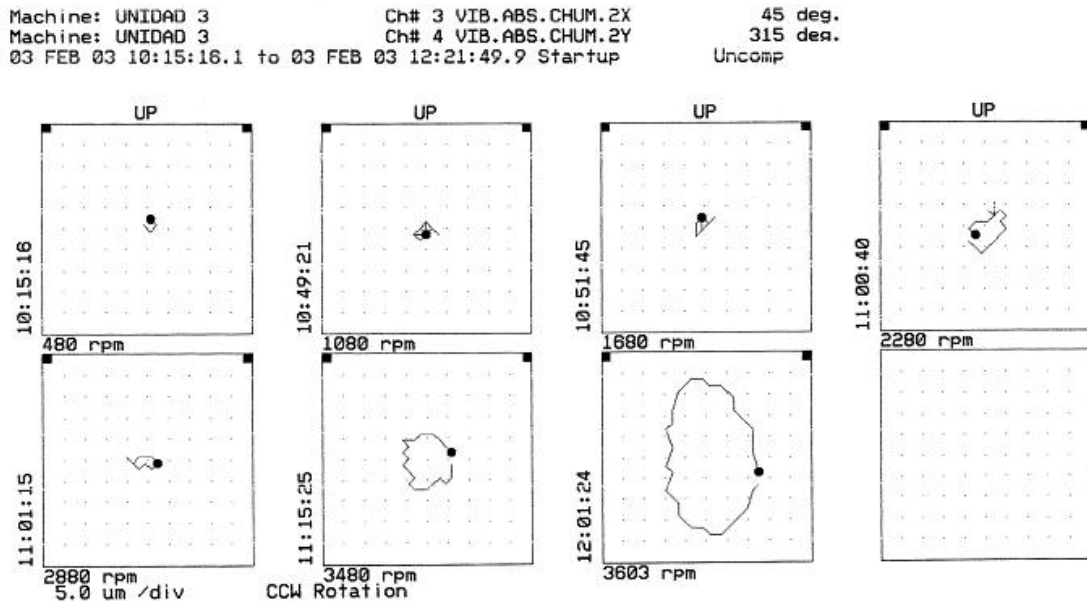 Machine: UNIDAD 3 Ch# 3 VIB.ABS.CHUM.2X 45 deg.
Machine: UNIDAD 3 Ch# 4 VIB.ABS.CHUM.2Y 315 deg.
03 FEB 03 10:15:16.1 to 03 FEB 03 12:21:49.9 Startup Uncomp
UP UP UP UP
10:15:16 10:49:21 10:51:45 11:00:40
480 rpm 1080 rpm 1680 rpm 2280 rpm
11:01:15 11:15:25 12:01:24
2880 rpm 3480 rpm 3603 rpm
5.0 um /div CCW Rotation